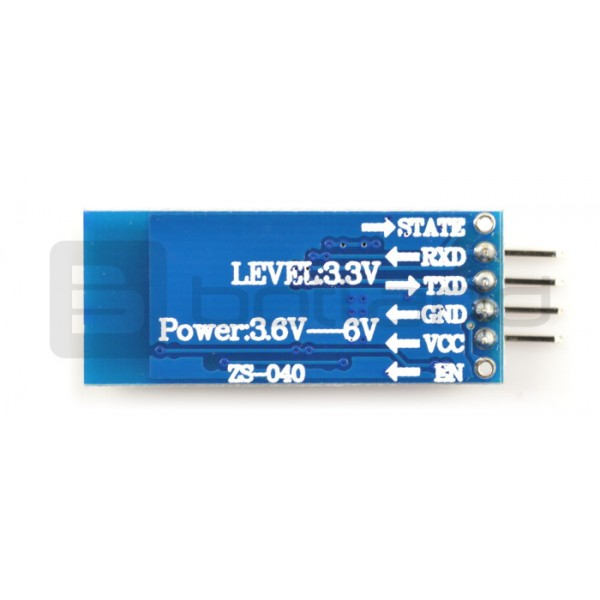 STATE
RXD
LEVEL:3.3V
TXD
GND
Power:3.6V—6V
VCC
ZS-040
EN